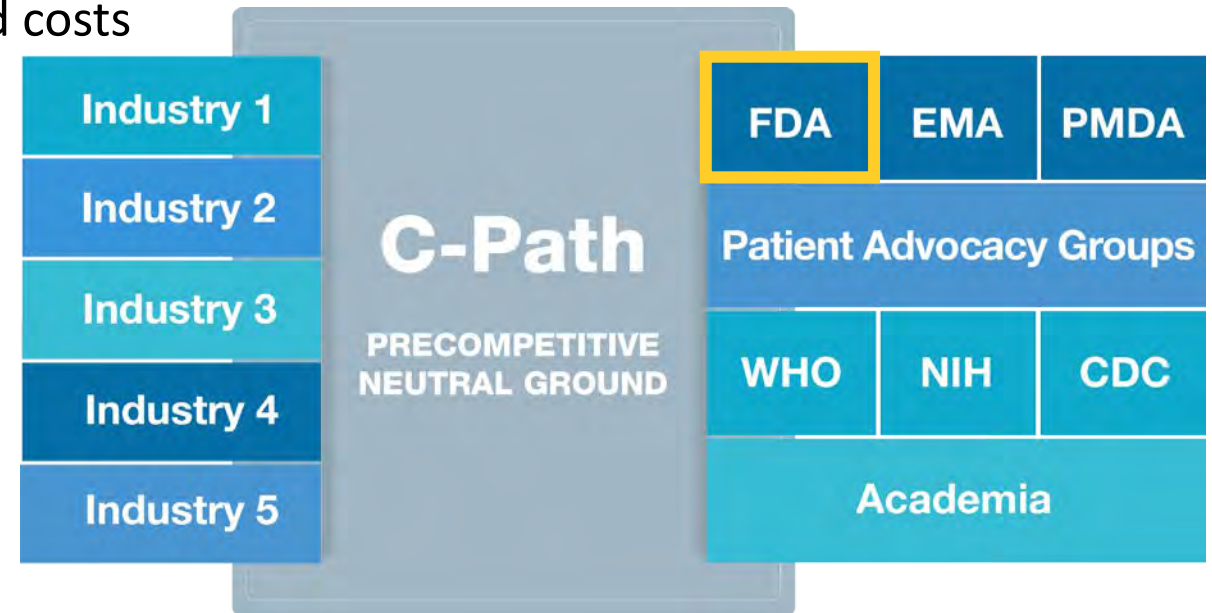 costs
Industry 1
Industry 2
Industry 3
Industry 4
Industry 5
C-Path
PRECOMPETITIVE
NEUTRAL GROUND
FDA EMA PMDA
Patient Advocacy Groups
WHO NIH CDC
Academia